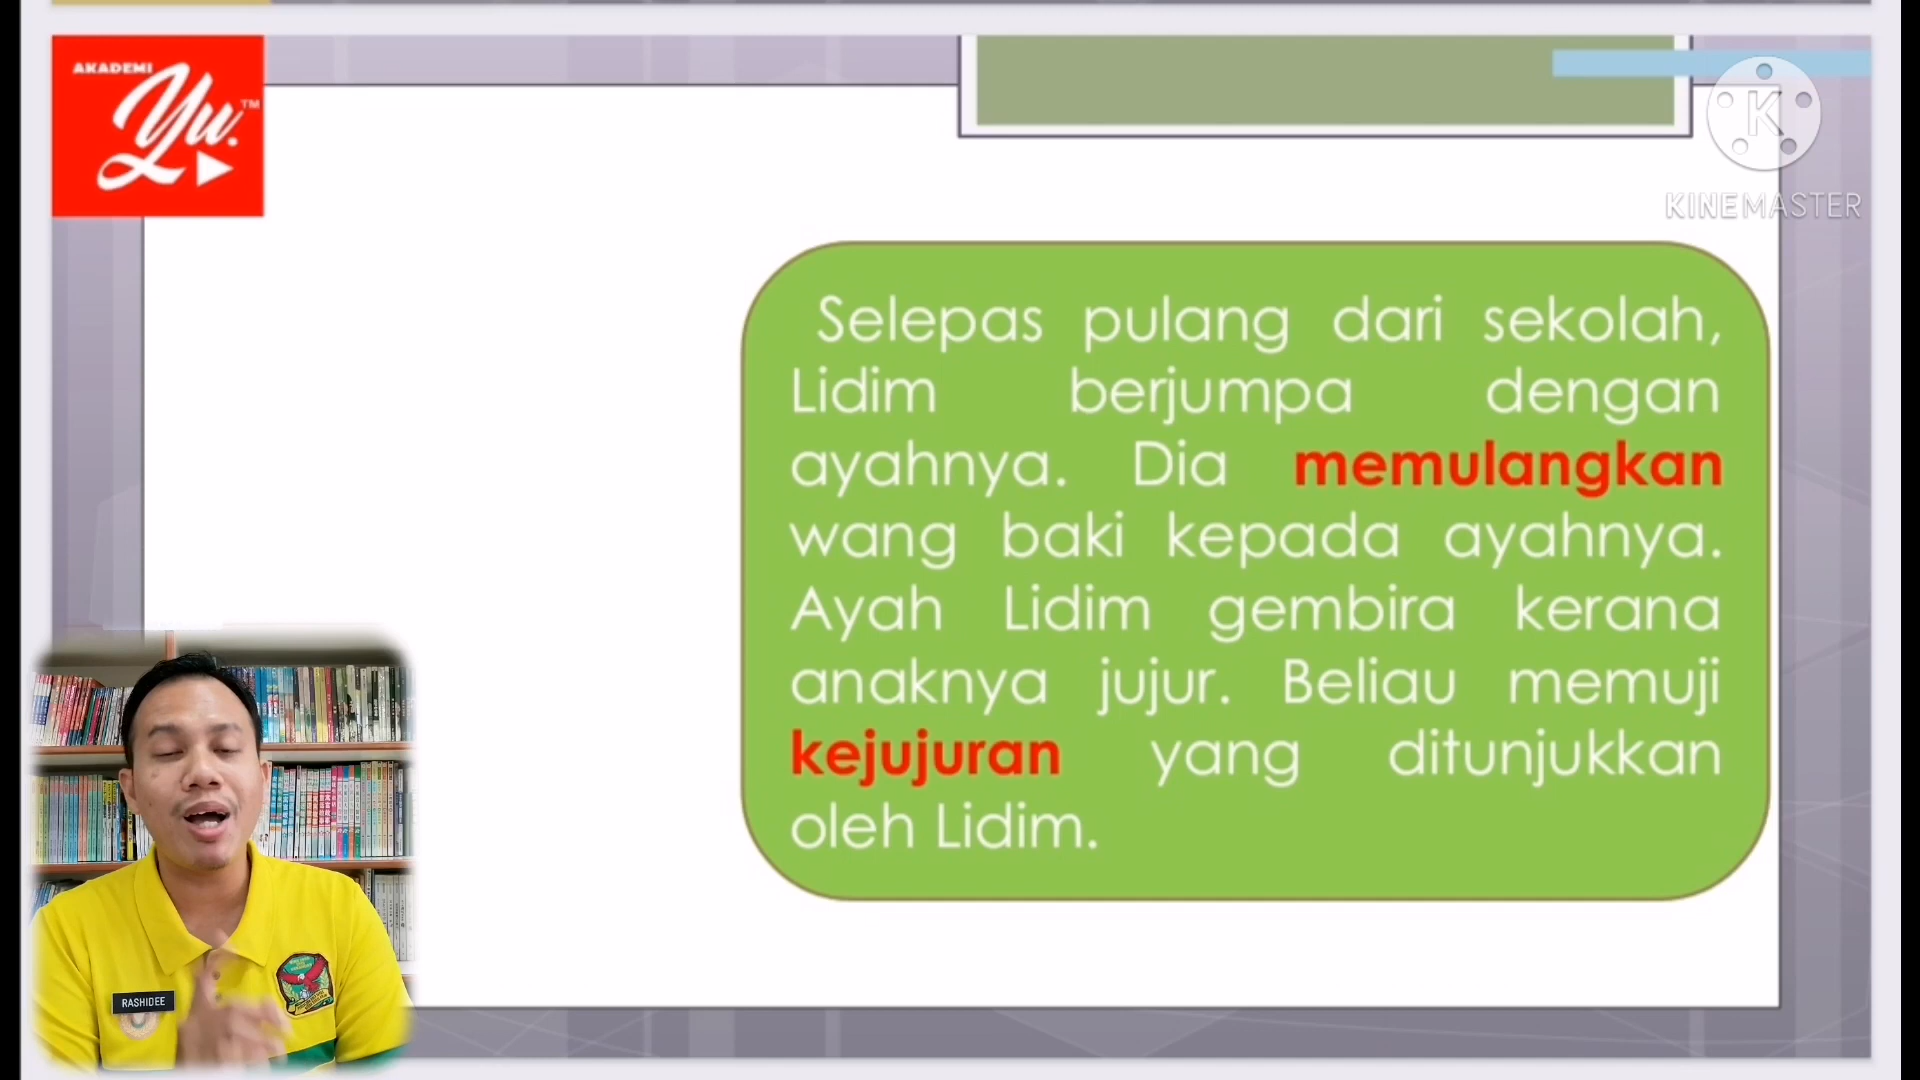 AKADEMI
Yu.
TM
K
KINEMASTER
Selepas pulang dari sekolah,
Lidim berjumpa dengan
ayahnya. Dia memulangkan
wang baki kepada ayahnya.
Ayah Lidim gembira kerana
anaknya jujur. Beliau memuji
kejujuran yang ditunjukkan
oleh Lidim.
RASHIDEE